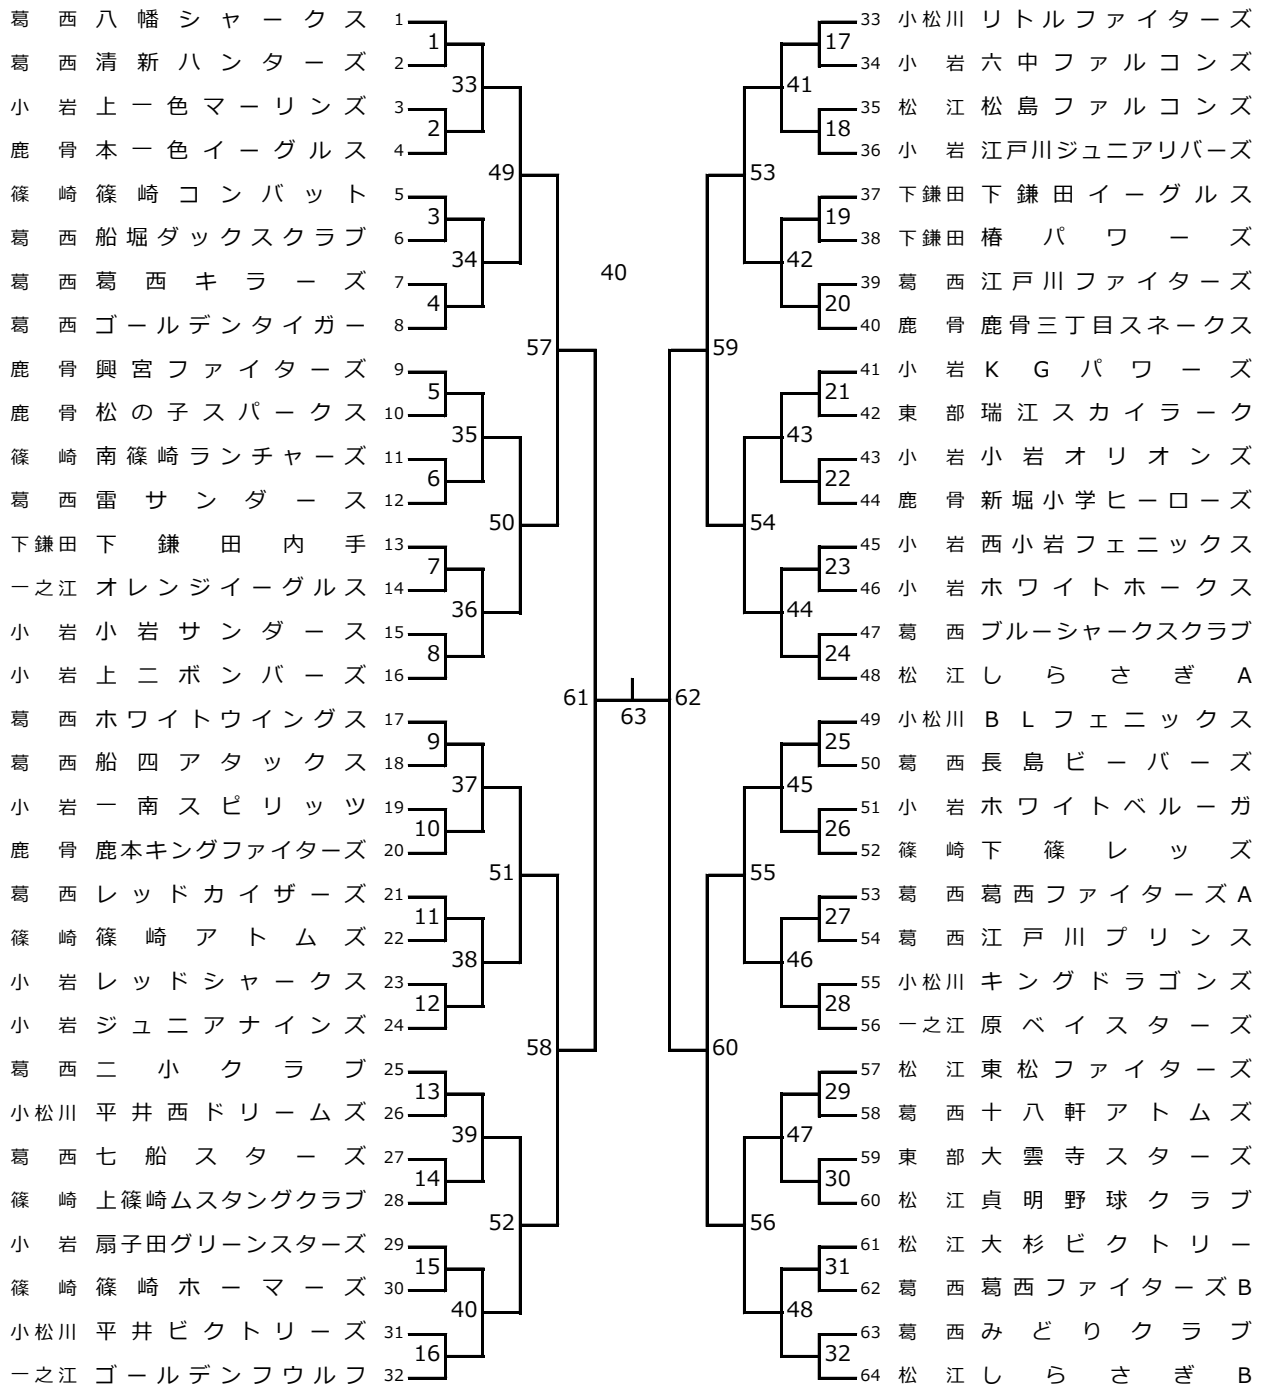 葛西 八幡シャークス 1
葛西 清新ハンターズ 2
小岩 上一色マーリンズ 3
鹿骨 本一色イーグルス 4
篠崎 篠崎コンバット 5
葛西 船堀ダックスクラブ 6
葛西 葛西キラーズ 7
葛西 ゴールデンタイガー 8
鹿骨 興宮ファイターズ 9
鹿骨 松の子スパークス 10
篠崎 南篠崎ランチャーズ 11
葛西 雷サンダース 12
下鎌田 下鎌田内手 13
一之江 オレンジイーグルス 14
小岩 小岩サンダース 15
小岩 上二ボンバーズ 16
葛西 ホワイトウイングス 17
葛西 船四アタックス 18
小岩 一南スピリッツ 19
鹿骨 鹿本キングファイターズ 20
葛西 レッドカイザーズ 21
篠崎 篠崎アトムズ 22
小岩 レッドシャークス 23
小岩 ジュニアナインズ 24
葛西 二小クラブ 25
小松川 平井西ドリームズ 26
葛西 七船スターズ 27
篠崎 上篠崎ムスタングクラブ 28
小岩 扇子田グリーンスターズ 29
篠崎 篠崎ホーマーズ 30
小松川 平井ビクトリーズ 31
一之江 ゴールデンフウルフ 32
1
2
3
4
5
6
7
8
9
10
11
12
13
14
15
16
33
34
35
36
37
38
39
40
49
50
51
52
57
58
61
40
63
62
59
60
53
54
55
56
41
42
43
44
45
46
47
48
17
18
19
20
21
22
23
24
25
26
27
28
29
30
31
32
33 小松川 リトルファイターズ
34 小岩 六中ファルコンズ
35 松江 松島ファルコンズ
36 小岩 江戸川ジュニアリバーズ
37 下鎌田 下鎌田イーグルス
38 下鎌田 椿パワーズ
39 葛西 江戸川ファイターズ
40 鹿骨 鹿骨三丁目スネークス
41 小岩 KGパワーズ
42 東部 瑞江スカイラーク
43 小岩 小岩オリオンズ
44 鹿骨 新堀小学ヒーローズ
45 小岩 西小岩フェニックス
46 小岩 ホワイトホークス
47 葛西 ブルーシャークスクラブ
48 松江 しらさぎA
49 小松川 BLフェニックス
50 葛西 長島ビーバーズ
51 小岩 ホワイトベルーガ
52 篠崎 下篠レッズ
53 葛西 葛西ファイターズA
54 葛西 江戸川プリンス
55 小松川 キングドラゴンズ
56 一之江 原ベイスターズ
57 松江 東松ファイターズ
58 葛西 十八軒アトムズ
59 東部 大雲寺スターズ
60 松江 貞明野球クラブ
61 松江 大杉ビクトリー
62 葛西 葛西ファイターズB
63 葛西 みどりクラブ
64 松江 しらさぎB